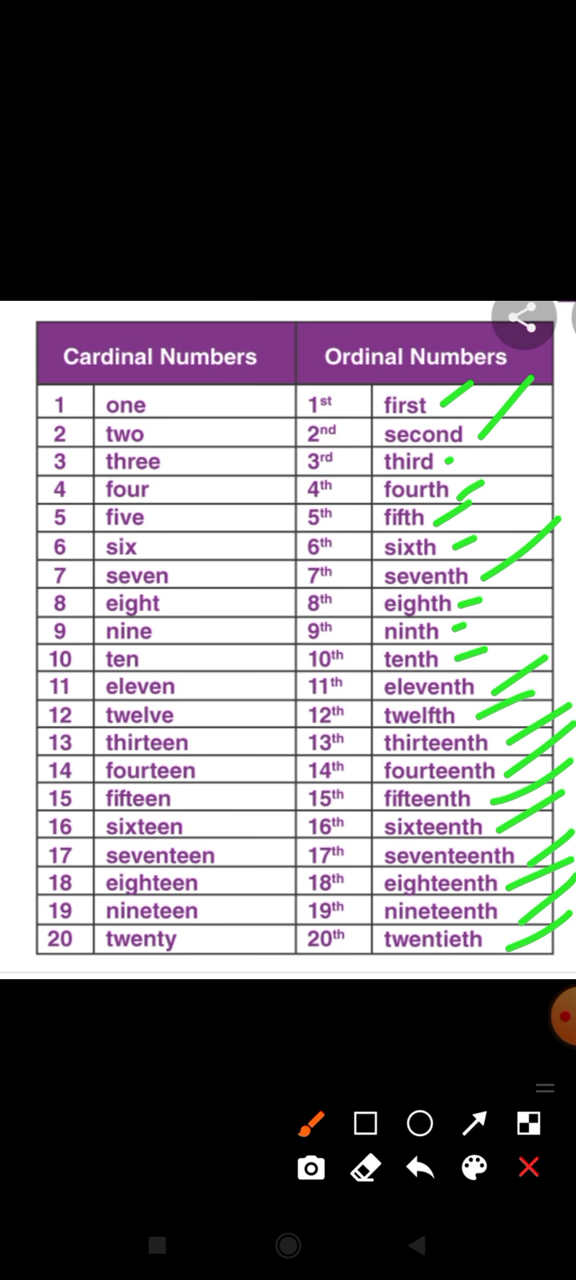 Cardinal Numbers Ordinal Numbers
1 one 1st first
2 two 2nd second
3 three 3rd third
4 four 4th fourth
5 five 5th fifth
6 six 6th sixth
7 seven 7th seventh
8 eight 8th eighth
9 nine 9th ninth
10 ten 10th tenth
11 eleven 11th eleventh
12 twelve 12th twelfth
13 thirteen 13th thirteenth
14 fourteen 14th fourteenth
15 fifteen 15th fifteenth
16 sixteen 16th sixteenth
17 seventeen 17th seventeenth
18 eighteen 18th eighteenth
19 nineteen 19th nineteenth
20 twenty 20th twentieth